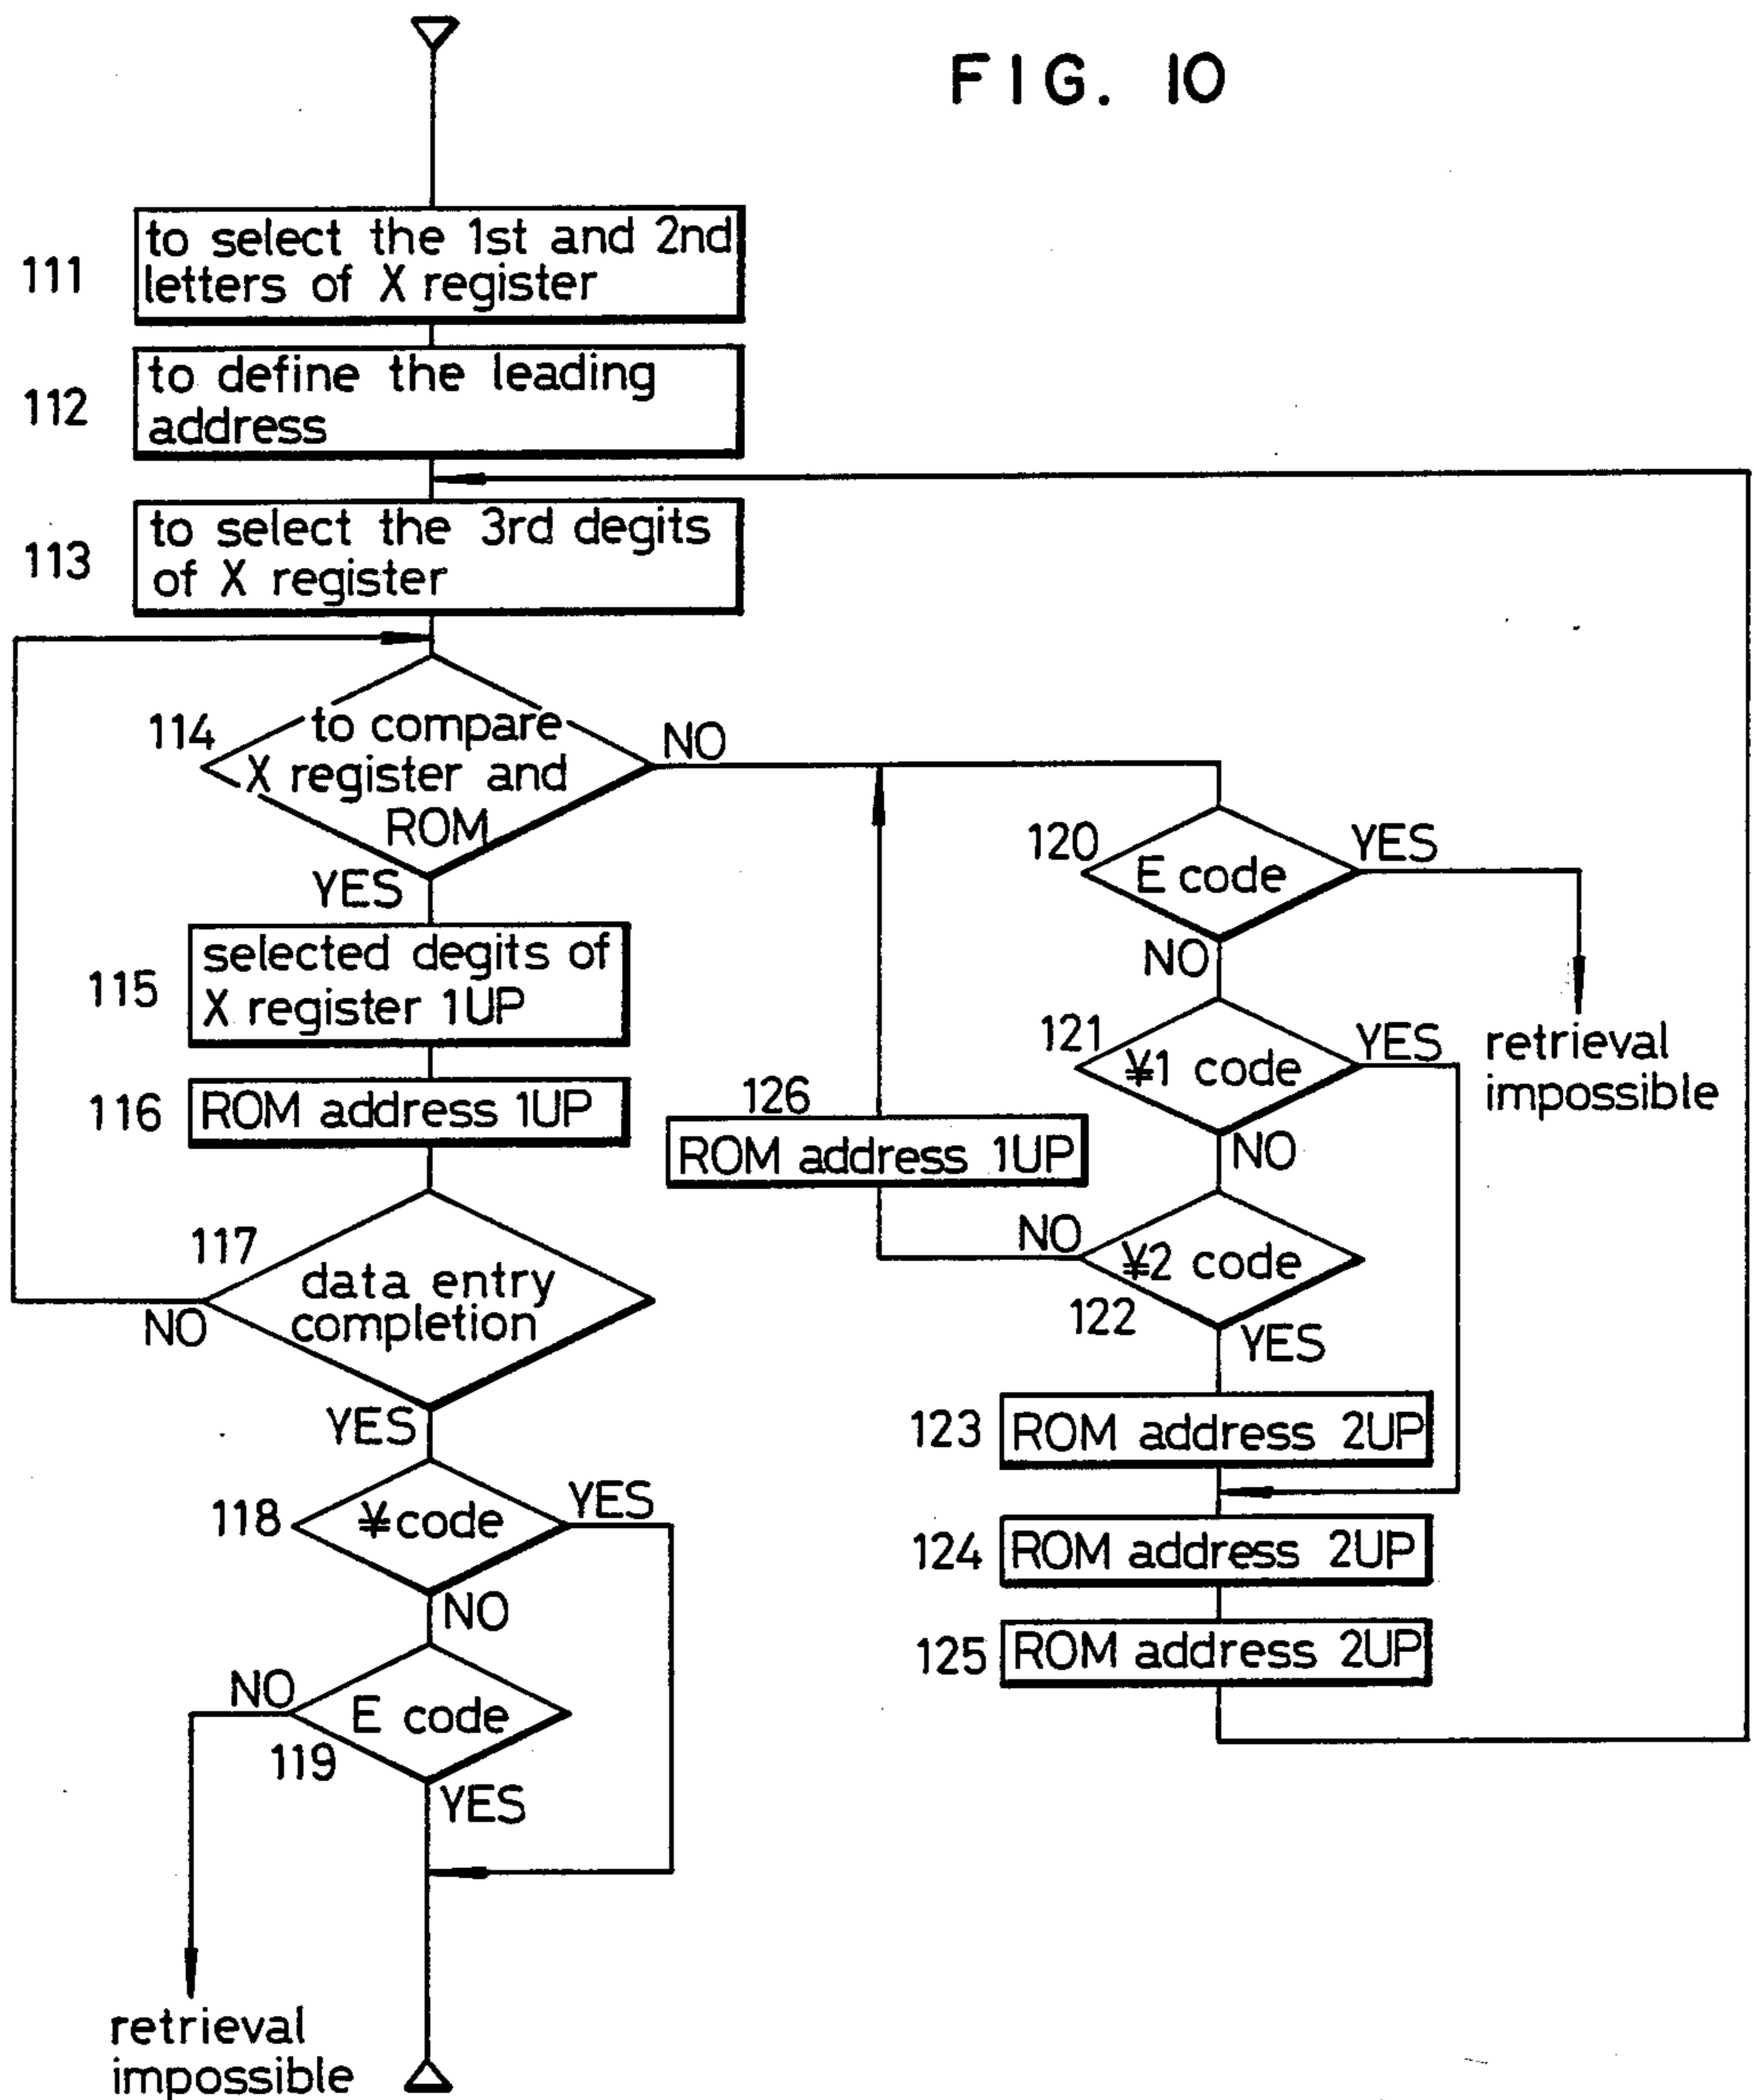 FIG. 10
111
to select the 1st and 2nd
letters of X register
112
to define the leading
address
113
to select the 3rd degits
of X register
114
to compare
X register and
ROM
NO
YES
115
selected degits of
X register 1UP
116
ROM address 1UP
117
data entry
completion
NO
YES
118
¥code
YES
NO
119
E code
NO
YES
retrieval
impossible
120
E code
YES
NO
retrieval
impossible
121
¥1 code
YES
NO
126
ROM address 1UP
122
¥2 code
NO
YES
123
ROM address 2UP
124
ROM address 2UP
125
ROM address 2UP